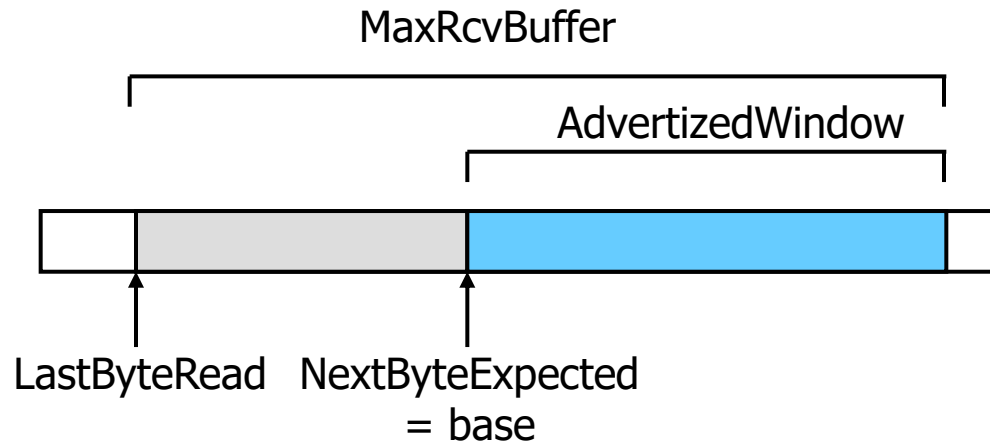 MaxRcvBuffer
AdvertizedWindow
LastByteRead
NextByteExpected
= base